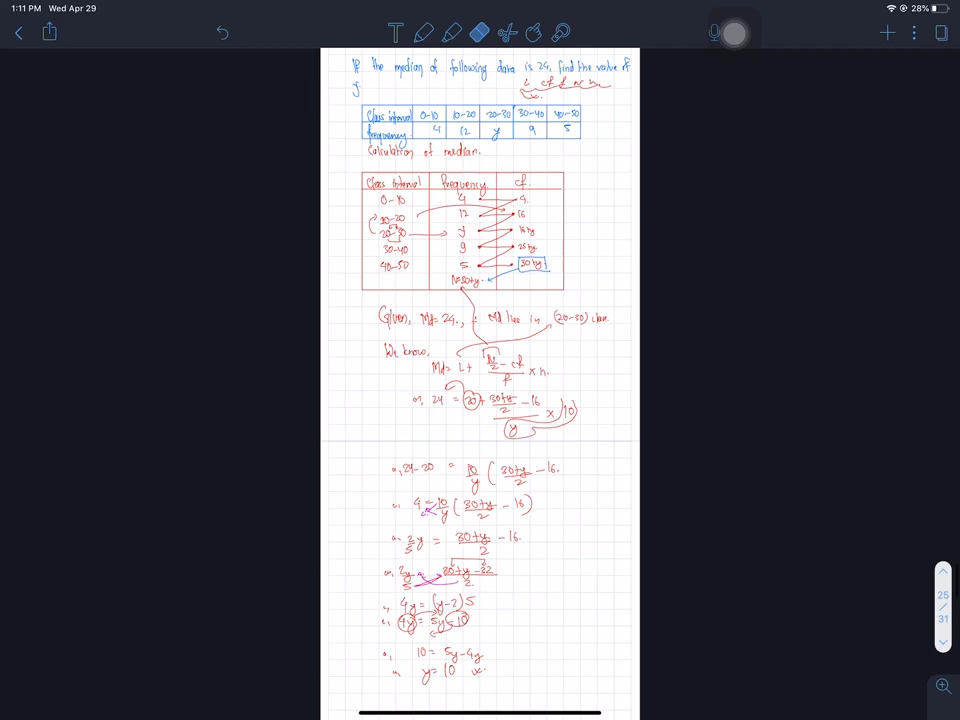 1:11 PM Wed Apr 29
28%
If the median of following data is 24, find the value of
y
L cf f N h
Class interval 0-10 10-20 20-30 30-40 40-50
frequency 4 12 y 9 5
Calculation of median.
Class interval frequency. cf.
0-10 4 4
10-20 12 16
20-30 y 16+y
30-40 9 25+y
40-50 5 30+y
N=30+y.
Given, Md=24., ∴ Md lies in (20-30) class.
We know,
Md= L+ N/2 - cf / f × h.
or, 24 = 20+ 30+y/2 -16 / y × 10
or, 24-20 = 10/y ( 30+y/2 -16.
or, 4 = 10/y ( 30+y/2 - 16)
or, 2/5 y = 30+y/2 -16.
or, 2y/5 = 30+y-32/2.
or, 4y = (y-2) 5
or, 4y = 5y-10
or, 10 = 5y-4y
or, y=10
25
/
31